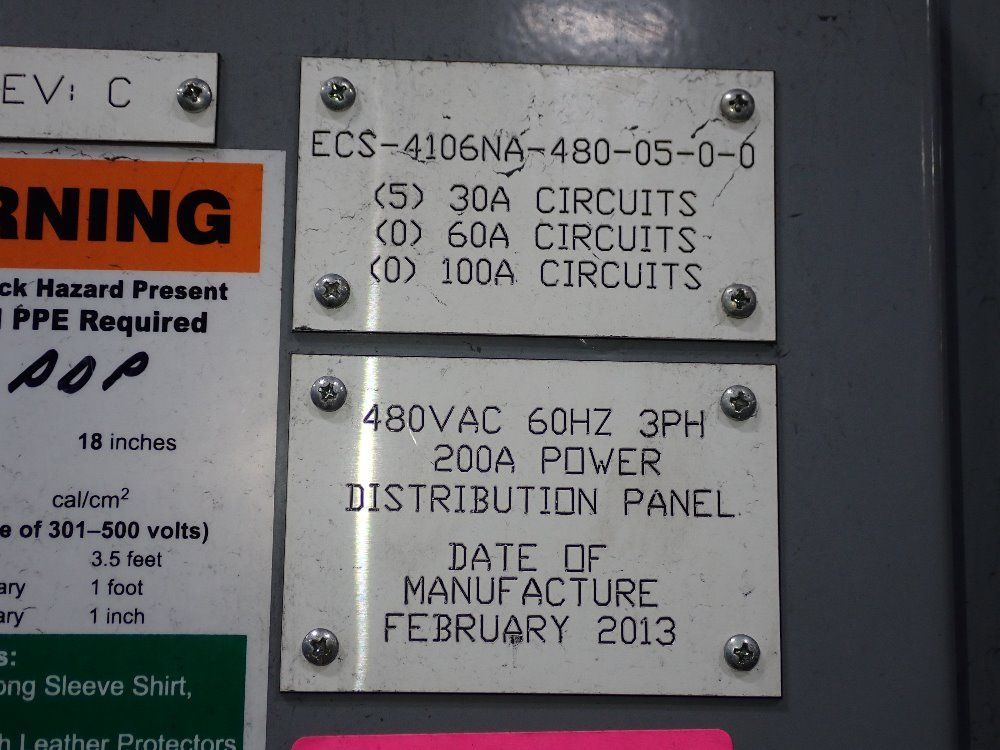 EV: C
ECS-4106NA-480-05-0-0
(5) 30A CIRCUITS
(0) 60A CIRCUITS
(0) 100A CIRCUITS
RNING
ck Hazard Present
PPE Required
PDP
18 inches
cal/cm²
e of 301–500 volts)
3.5 feet
ary 1 foot
ary 1 inch
s:
ong Sleeve Shirt,
h Leather Protectors
480VAC 60HZ 3PH
200A POWER
DISTRIBUTION PANEL
DATE OF
MANUFACTURE
FEBRUARY 2013